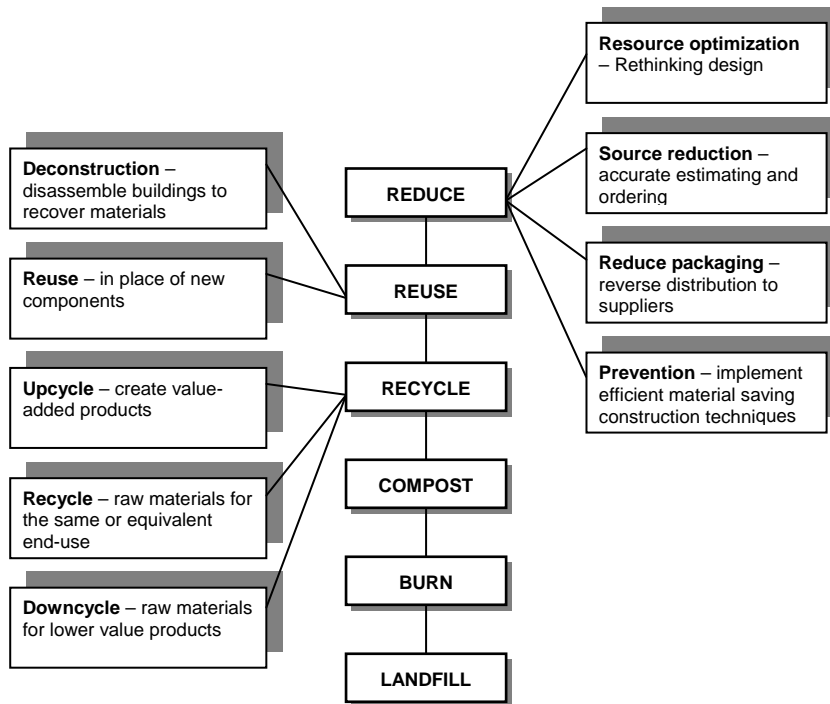 Resource optimization
– Rethinking design
Source reduction –
accurate estimating and
ordering
Reduce packaging –
reverse distribution to
suppliers
Prevention – implement
efficient material saving
construction techniques
Deconstruction –
disassemble buildings to
recover materials
Reuse – in place of new
components
Upcycle – create value-
added products
Recycle – raw materials for
the same or equivalent
end-use
Downcycle – raw materials
for lower value products
REDUCE
REUSE
RECYCLE
COMPOST
BURN
LANDFILL